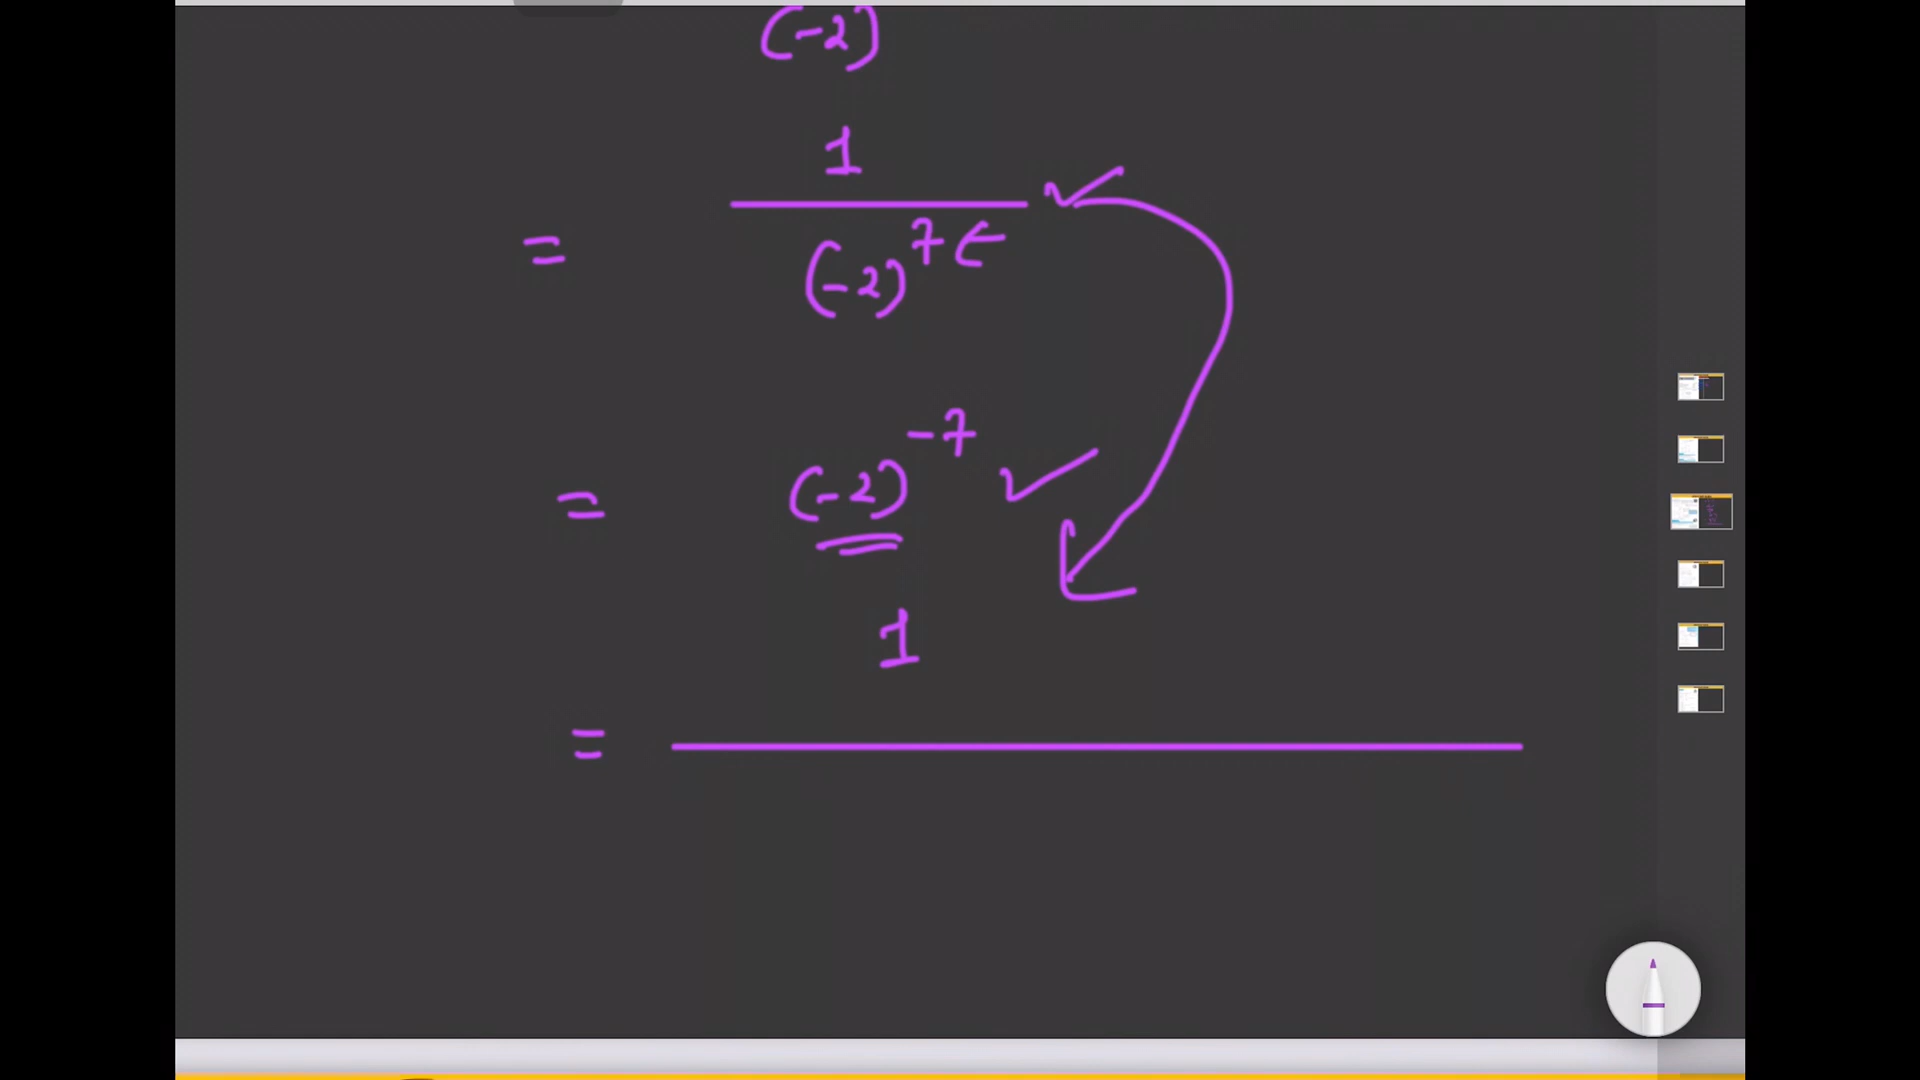 (-2)
1
= (-2)^7 ←
= (-2)^-7 ✓
1
=